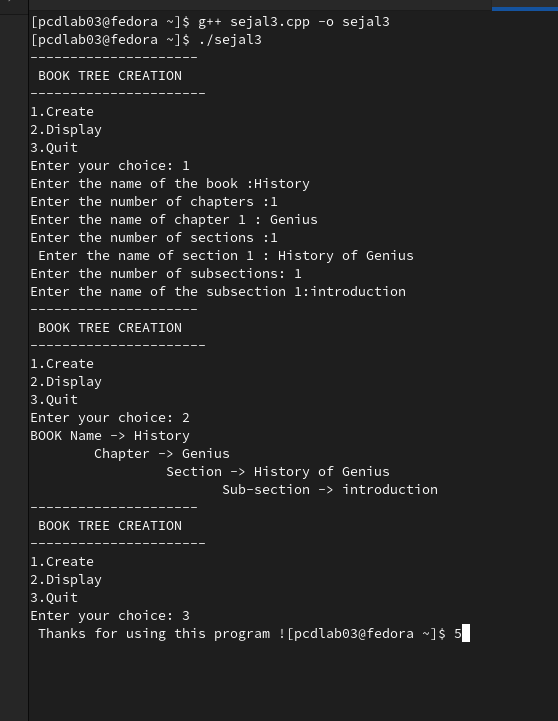 [pcdlab03@fedora ~]$ g++ sejal3.cpp -o sejal3
[pcdlab03@fedora ~]$ ./sejal3
---------------------
 BOOK TREE CREATION
----------------------
1.Create
2.Display
3.Quit
Enter your choice: 1
Enter the name of the book :History
Enter the number of chapters :1
Enter the name of chapter 1 : Genius
Enter the number of sections :1
 Enter the name of section 1 : History of Genius
Enter the number of subsections: 1
Enter the name of the subsection 1:introduction
---------------------
 BOOK TREE CREATION
----------------------
1.Create
2.Display
3.Quit
Enter your choice: 2
BOOK Name -> History
        Chapter -> Genius
                 Section -> History of Genius
                        Sub-section -> introduction
---------------------
 BOOK TREE CREATION
----------------------
1.Create
2.Display
3.Quit
Enter your choice: 3
 Thanks for using this program ![pcdlab03@fedora ~]$ 5